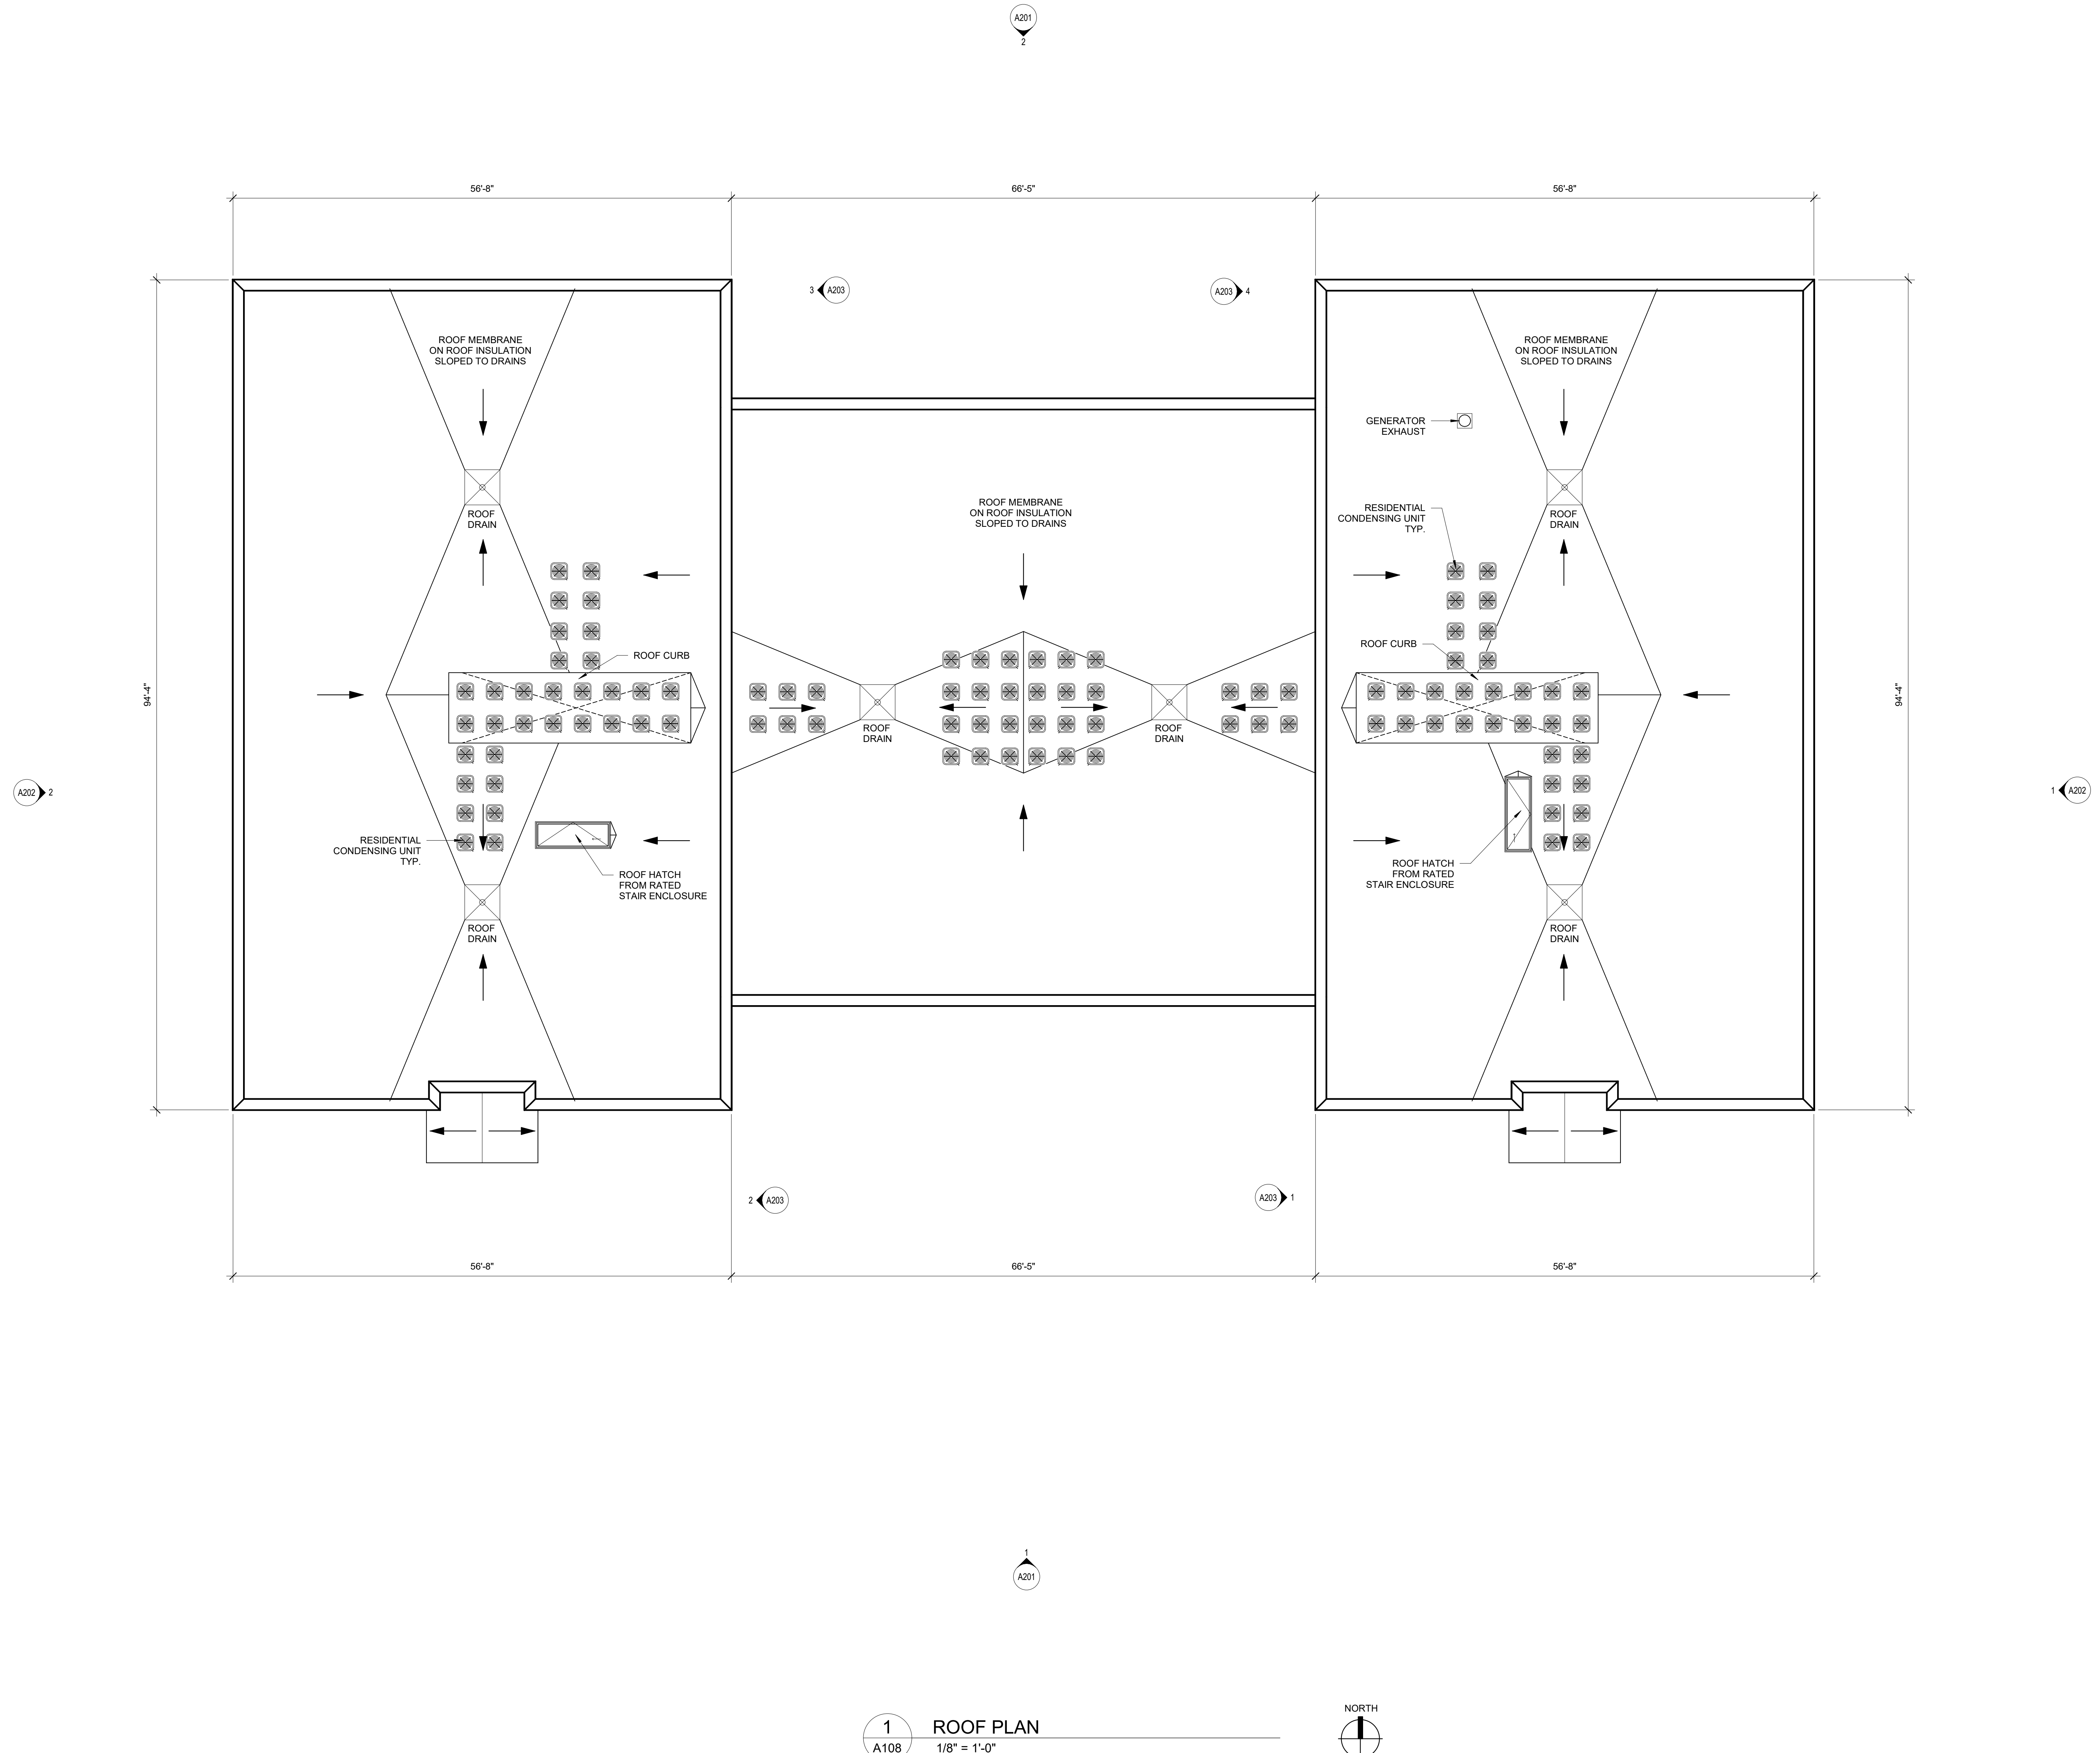 A201
2
56'-8"
66'-5"
56'-8"
3
A203
A203
4
ROOF MEMBRANE
ON ROOF INSULATION
SLOPED TO DRAINS
ROOF MEMBRANE
ON ROOF INSULATION
SLOPED TO DRAINS
GENERATOR
EXHAUST
ROOF MEMBRANE
ON ROOF INSULATION
SLOPED TO DRAINS
RESIDENTIAL
CONDENSING UNIT
TYP.
ROOF
DRAIN
ROOF
DRAIN
ROOF CURB
ROOF CURB
94'-4"
94'-4"
ROOF
DRAIN
ROOF
DRAIN
A202
2
1
A202
RESIDENTIAL
CONDENSING UNIT
TYP.
ROOF HATCH
FROM RATED
STAIR ENCLOSURE
ROOF HATCH
FROM RATED
STAIR ENCLOSURE
ROOF
DRAIN
ROOF
DRAIN
2
A203
A203
1
56'-8"
66'-5"
56'-8"
1
A201
NORTH
1
ROOF PLAN
A108
1/8" = 1'-0"